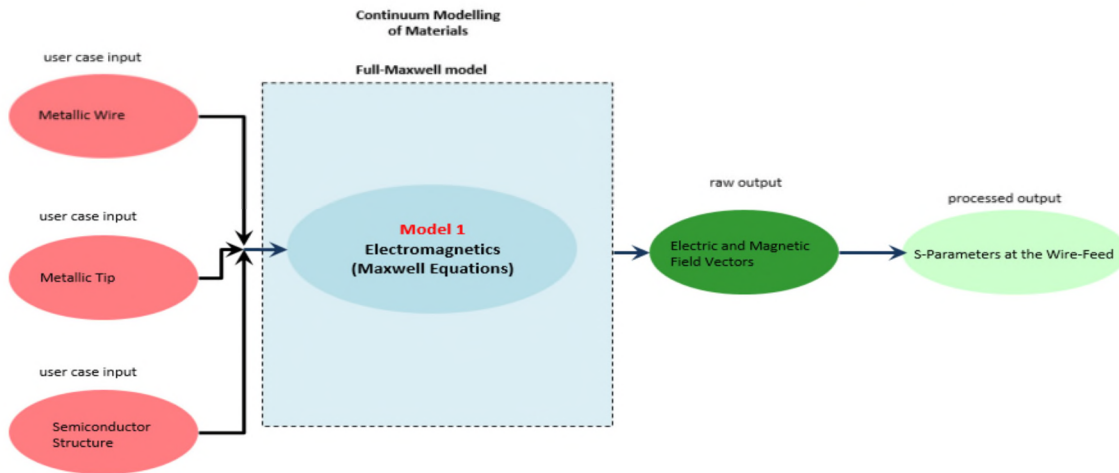 Continuum Modelling
of Materials
Full-Maxwell model
user case input
Metallic Wire
user case input
Metallic Tip
user case input
Semiconductor
Structure
Model 1
Electromagnetics
(Maxwell Equations)
raw output
Electric and Magnetic
Field Vectors
processed output
S-Parameters at the Wire-Feed